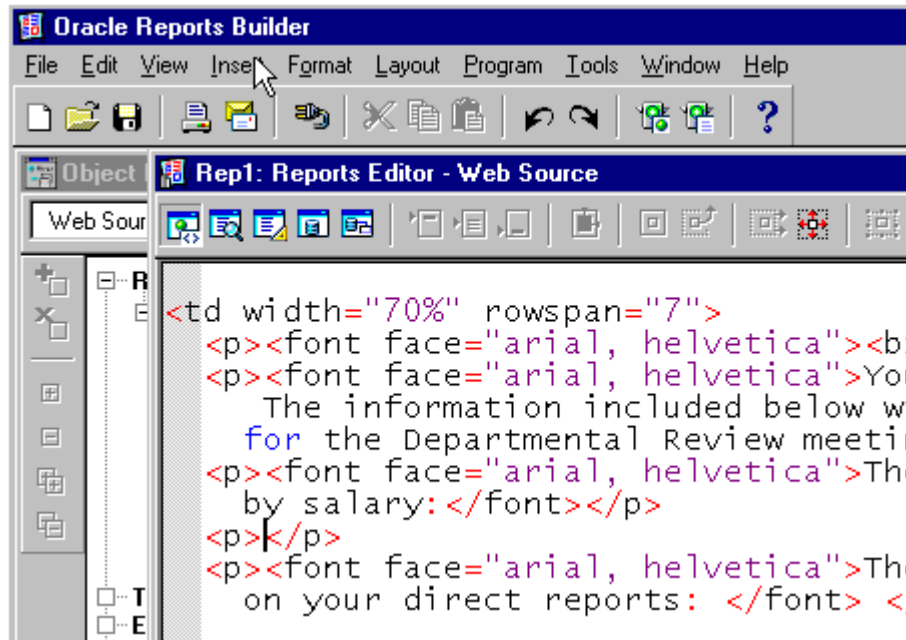 Oracle Reports Builder
File Edit View Insert Format Layout Program Tools Window Help
Object
Rep1: Reports Editor - Web Source
Web Sour
R
<td width="70%" rowspan="7">
<p><font face="arial, helvetica"><b
<p><font face="arial, helvetica">Yo
The information included below w
for the Departmental Review meeti
<p><font face="arial, helvetica">The
by salary:</font></p>
<p></p>
<p><font face="arial, helvetica">The
on your direct reports: </font> <
T
E